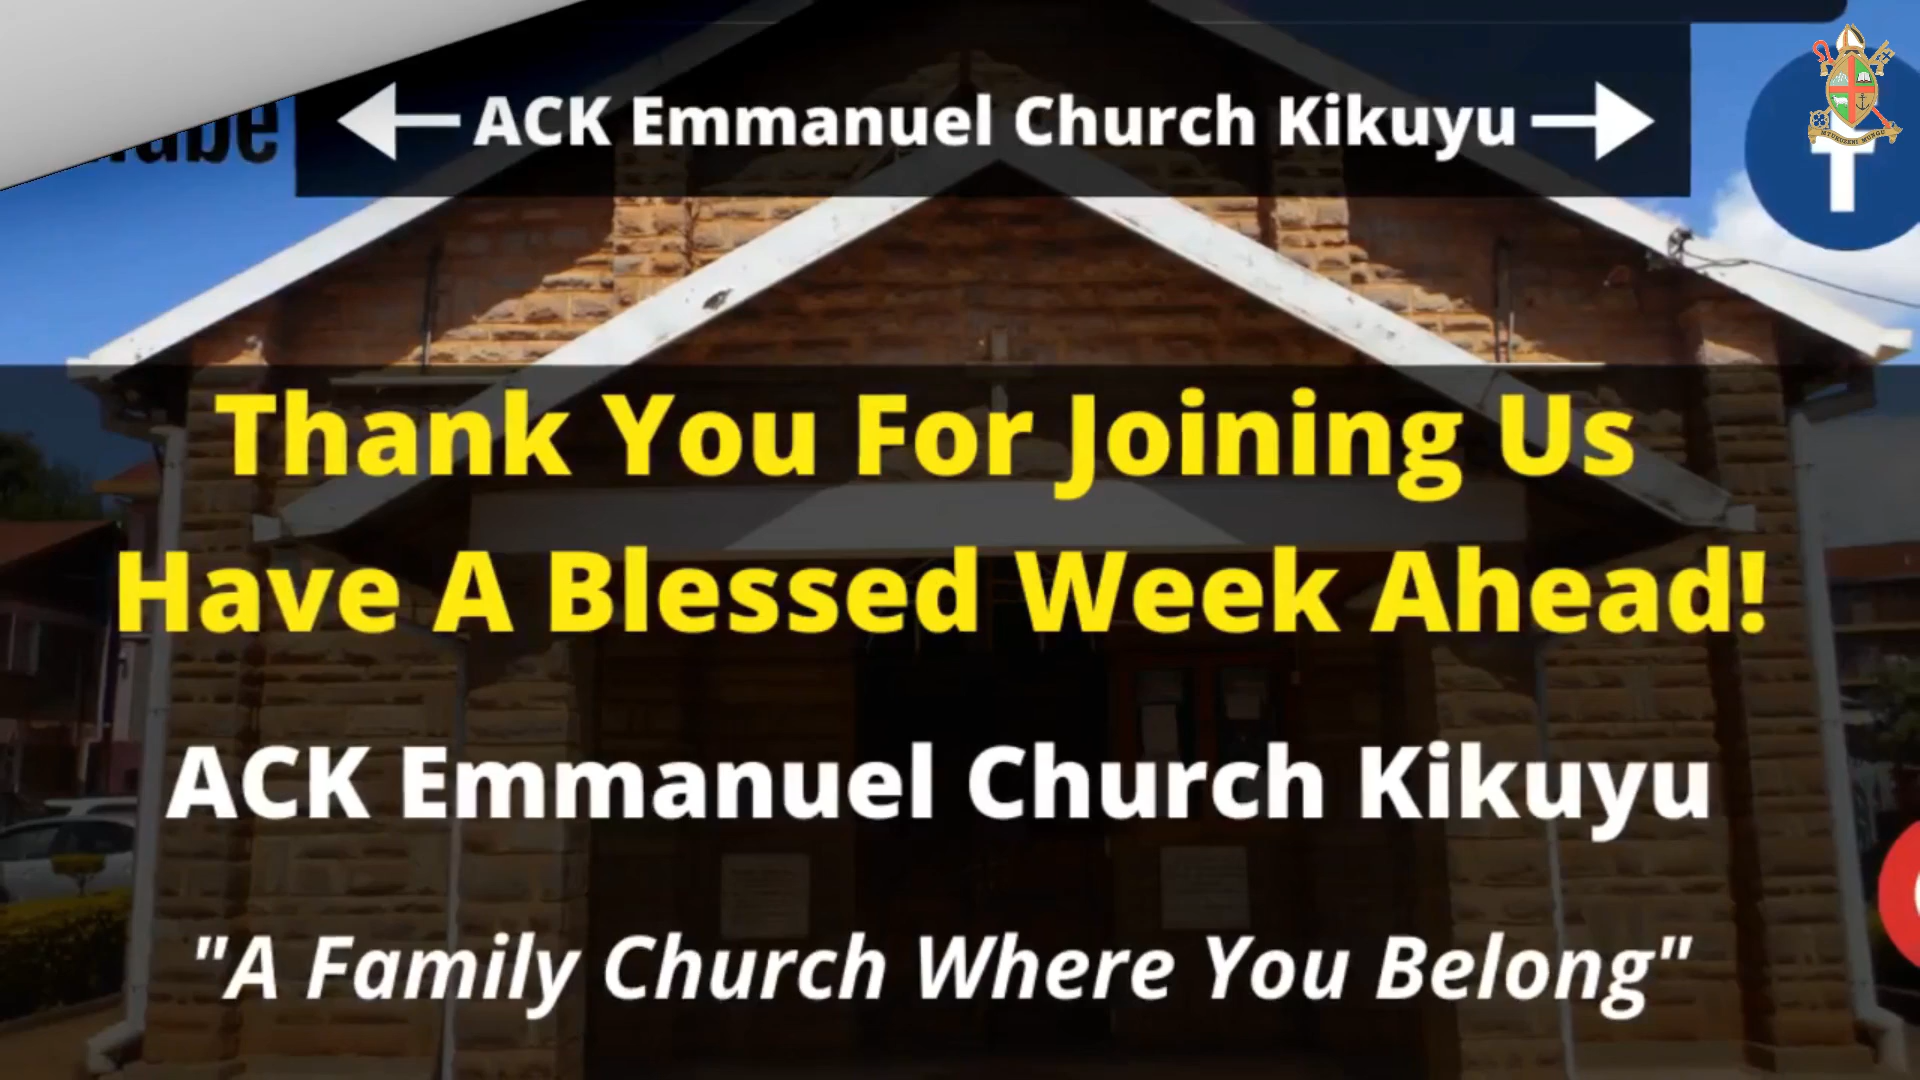 ACK Emmanuel Church Kikuyu
Thank You For Joining Us
Have A Blessed Week Ahead!
ACK Emmanuel Church Kikuyu
"A Family Church Where You Belong"